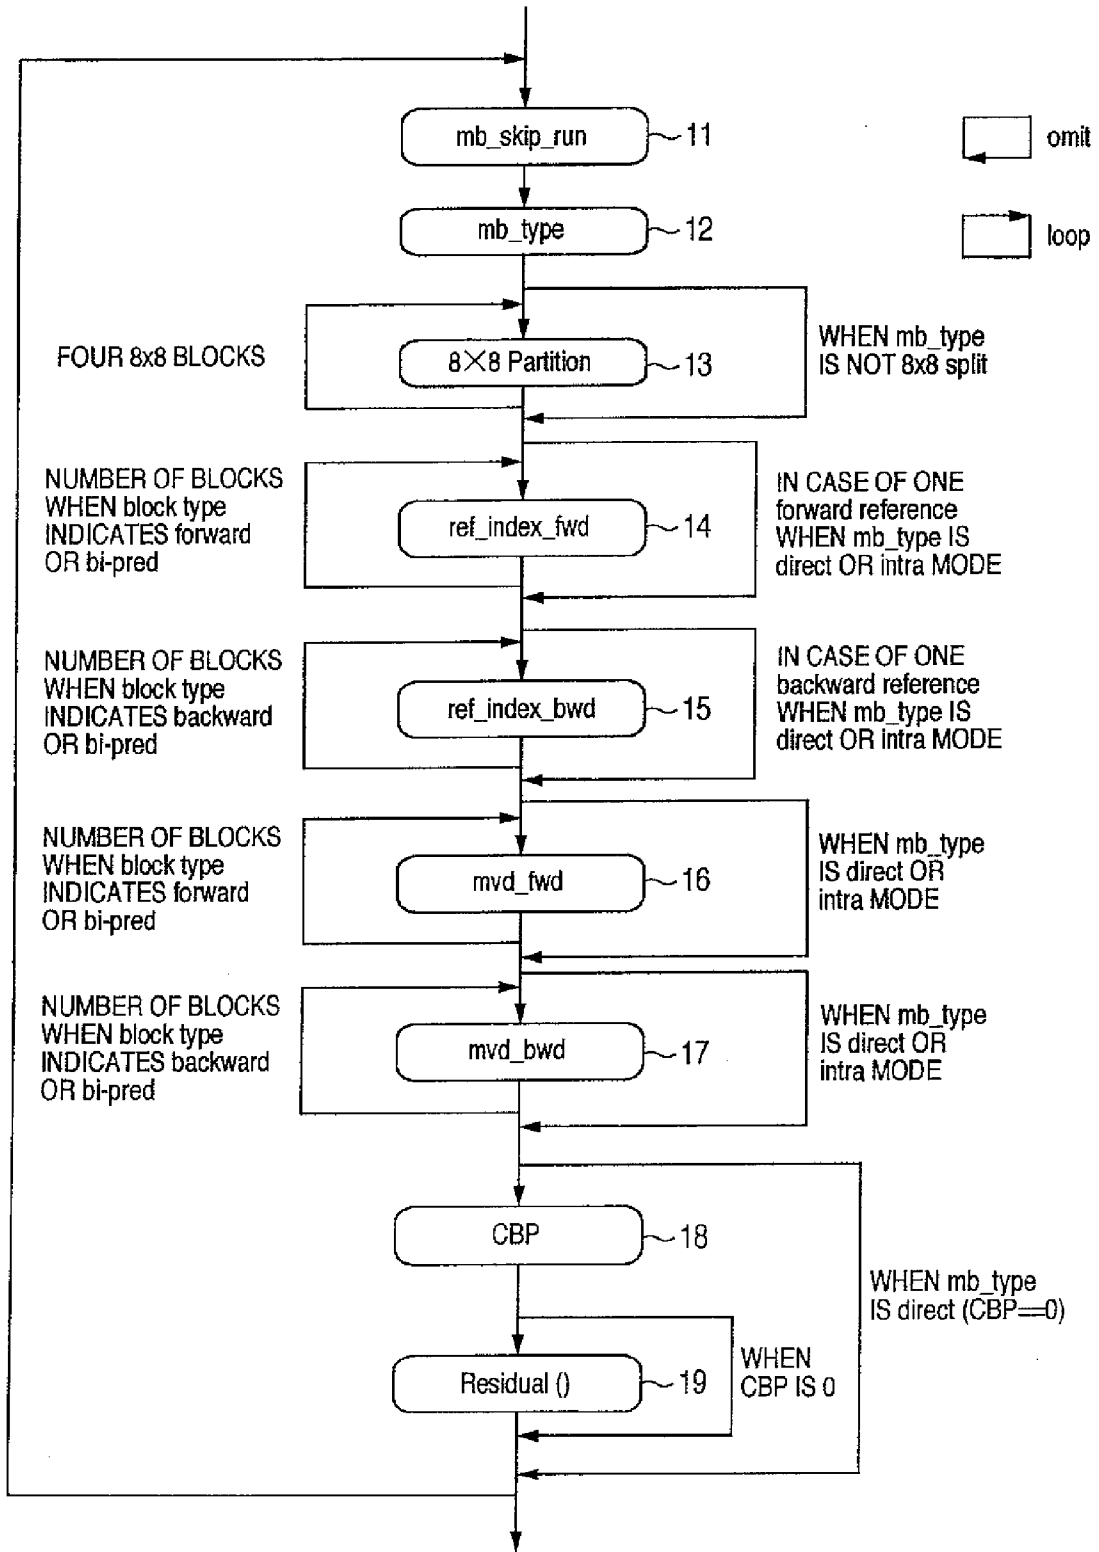 mb_skip_run
11
omit
mb_type
12
loop
FOUR 8x8 BLOCKS
8×8 Partition
13
WHEN mb_type
IS NOT 8x8 split
NUMBER OF BLOCKS
WHEN block type
INDICATES forward
OR bi-pred
ref_index_fwd
14
IN CASE OF ONE
forward reference
WHEN mb_type IS
direct OR intra MODE
NUMBER OF BLOCKS
WHEN block type
INDICATES backward
OR bi-pred
ref_index_bwd
15
IN CASE OF ONE
backward reference
WHEN mb_type IS
direct OR intra MODE
NUMBER OF BLOCKS
WHEN block type
INDICATES forward
OR bi-pred
mvd_fwd
16
WHEN mb_type
IS direct OR
intra MODE
NUMBER OF BLOCKS
WHEN block type
INDICATES backward
OR bi-pred
mvd_bwd
17
WHEN mb_type
IS direct OR
intra MODE
CBP
18
WHEN mb_type
IS direct (CBP==0)
Residual ()
19
WHEN
CBP IS 0